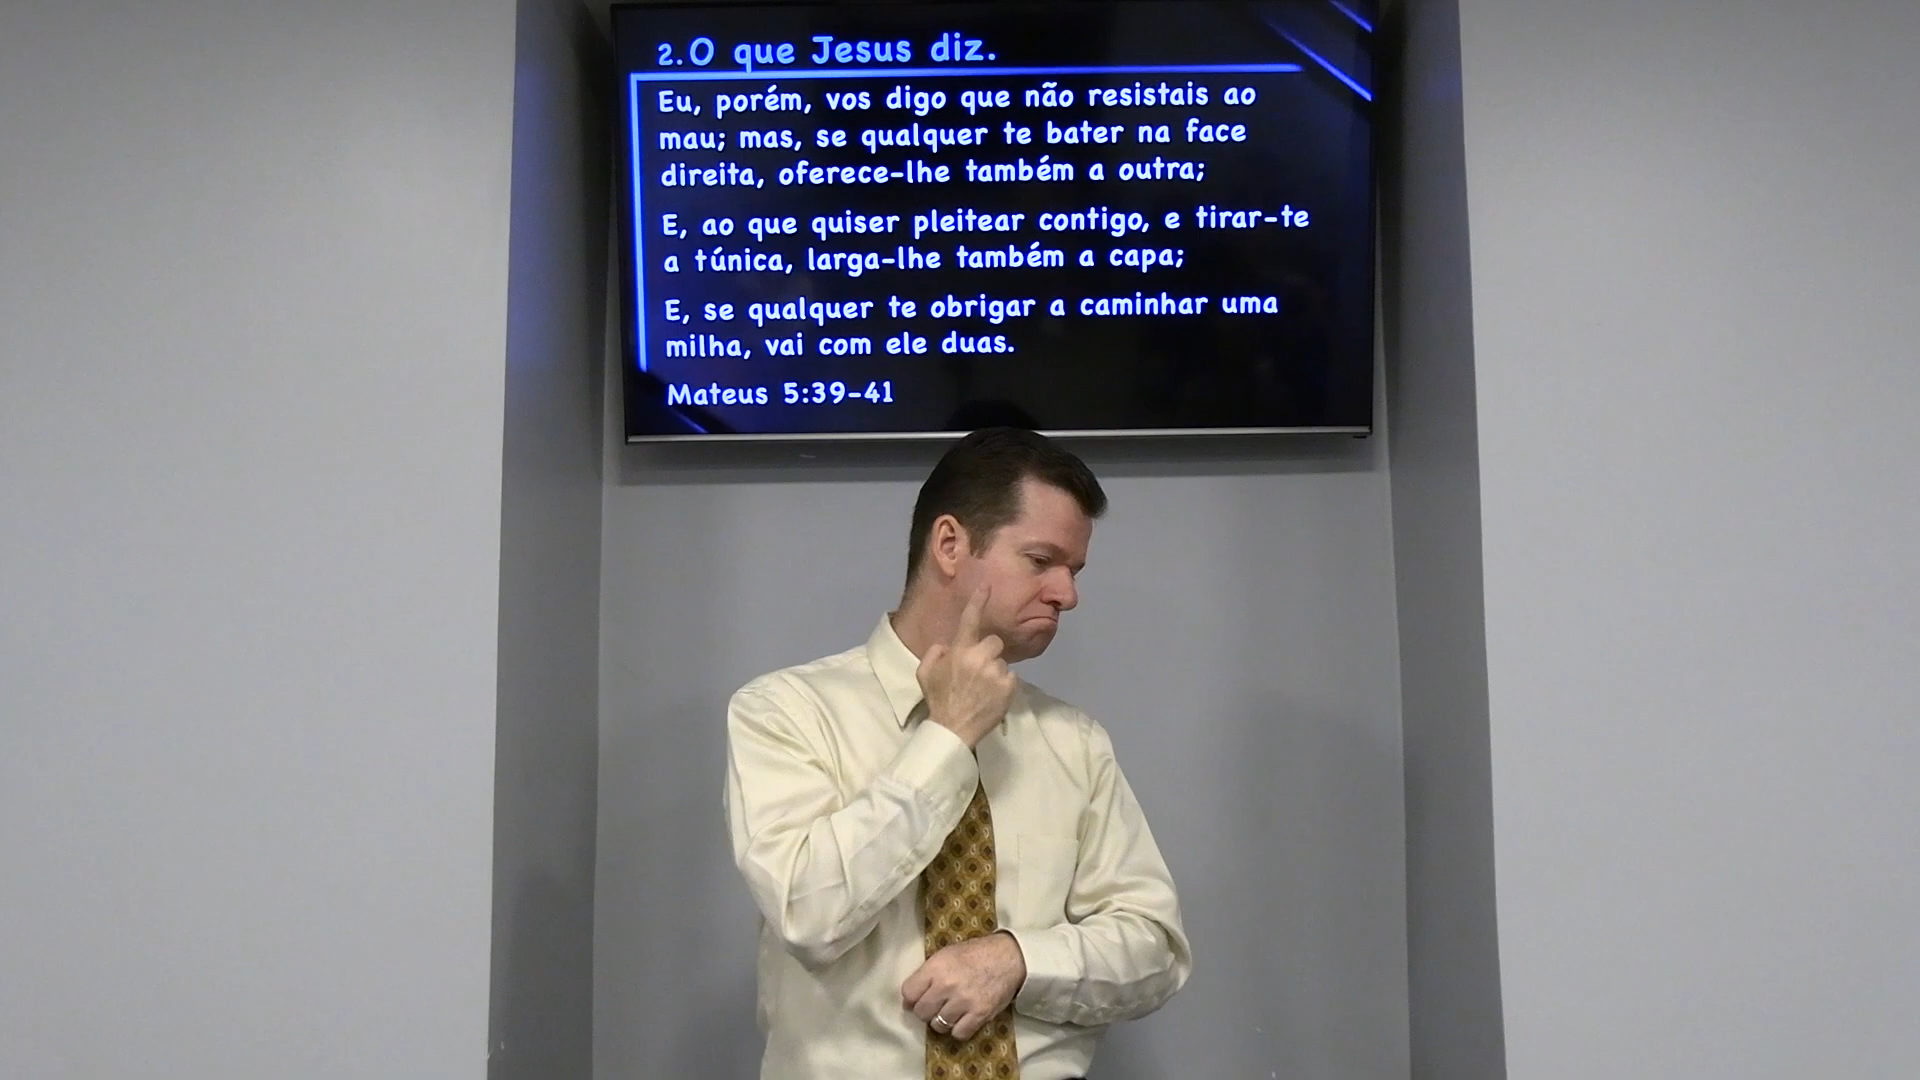 2. O que Jesus diz.
Eu, porém, vos digo que não resistais ao
mau; mas, se qualquer te bater na face
direita, oferece-lhe também a outra;
E, ao que quiser pleitear contigo, e tirar-te
a túnica, larga-lhe também a capa;
E, se qualquer te obrigar a caminhar uma
milha, vai com ele duas.
Mateus 5:39-41